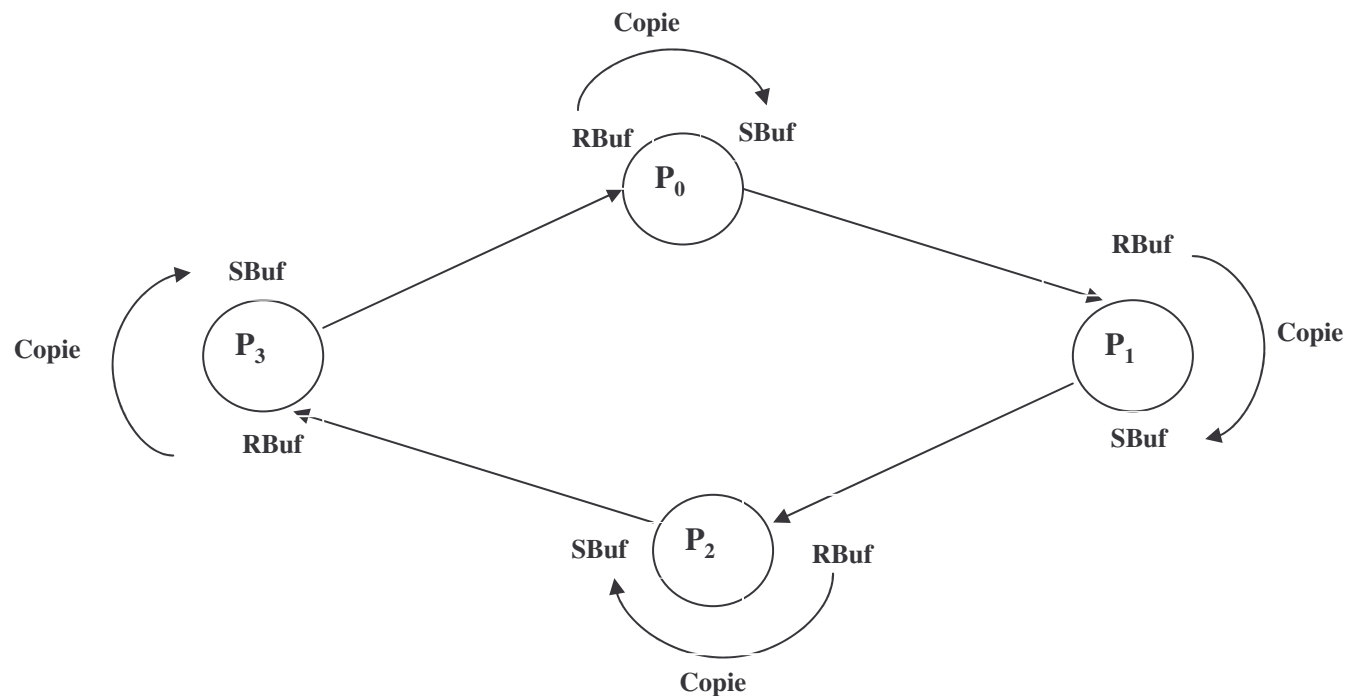 Copie
RBuf
SBuf
P0
RBuf
SBuf
Copie
P3
P1
Copie
RBuf
SBuf
SBuf
P2
RBuf
Copie